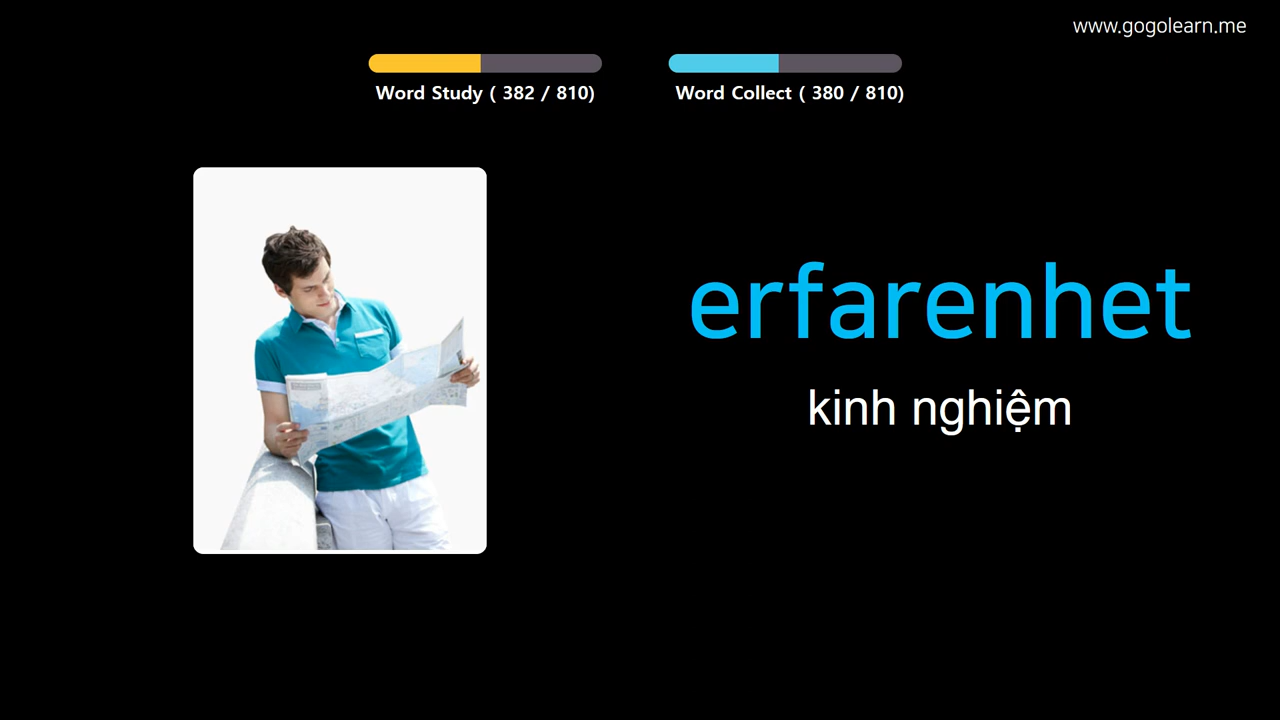 www.gogolearn.me
Word Study ( 382 / 810)
Word Collect ( 380 / 810)
erfarenhet
kinh nghiệm